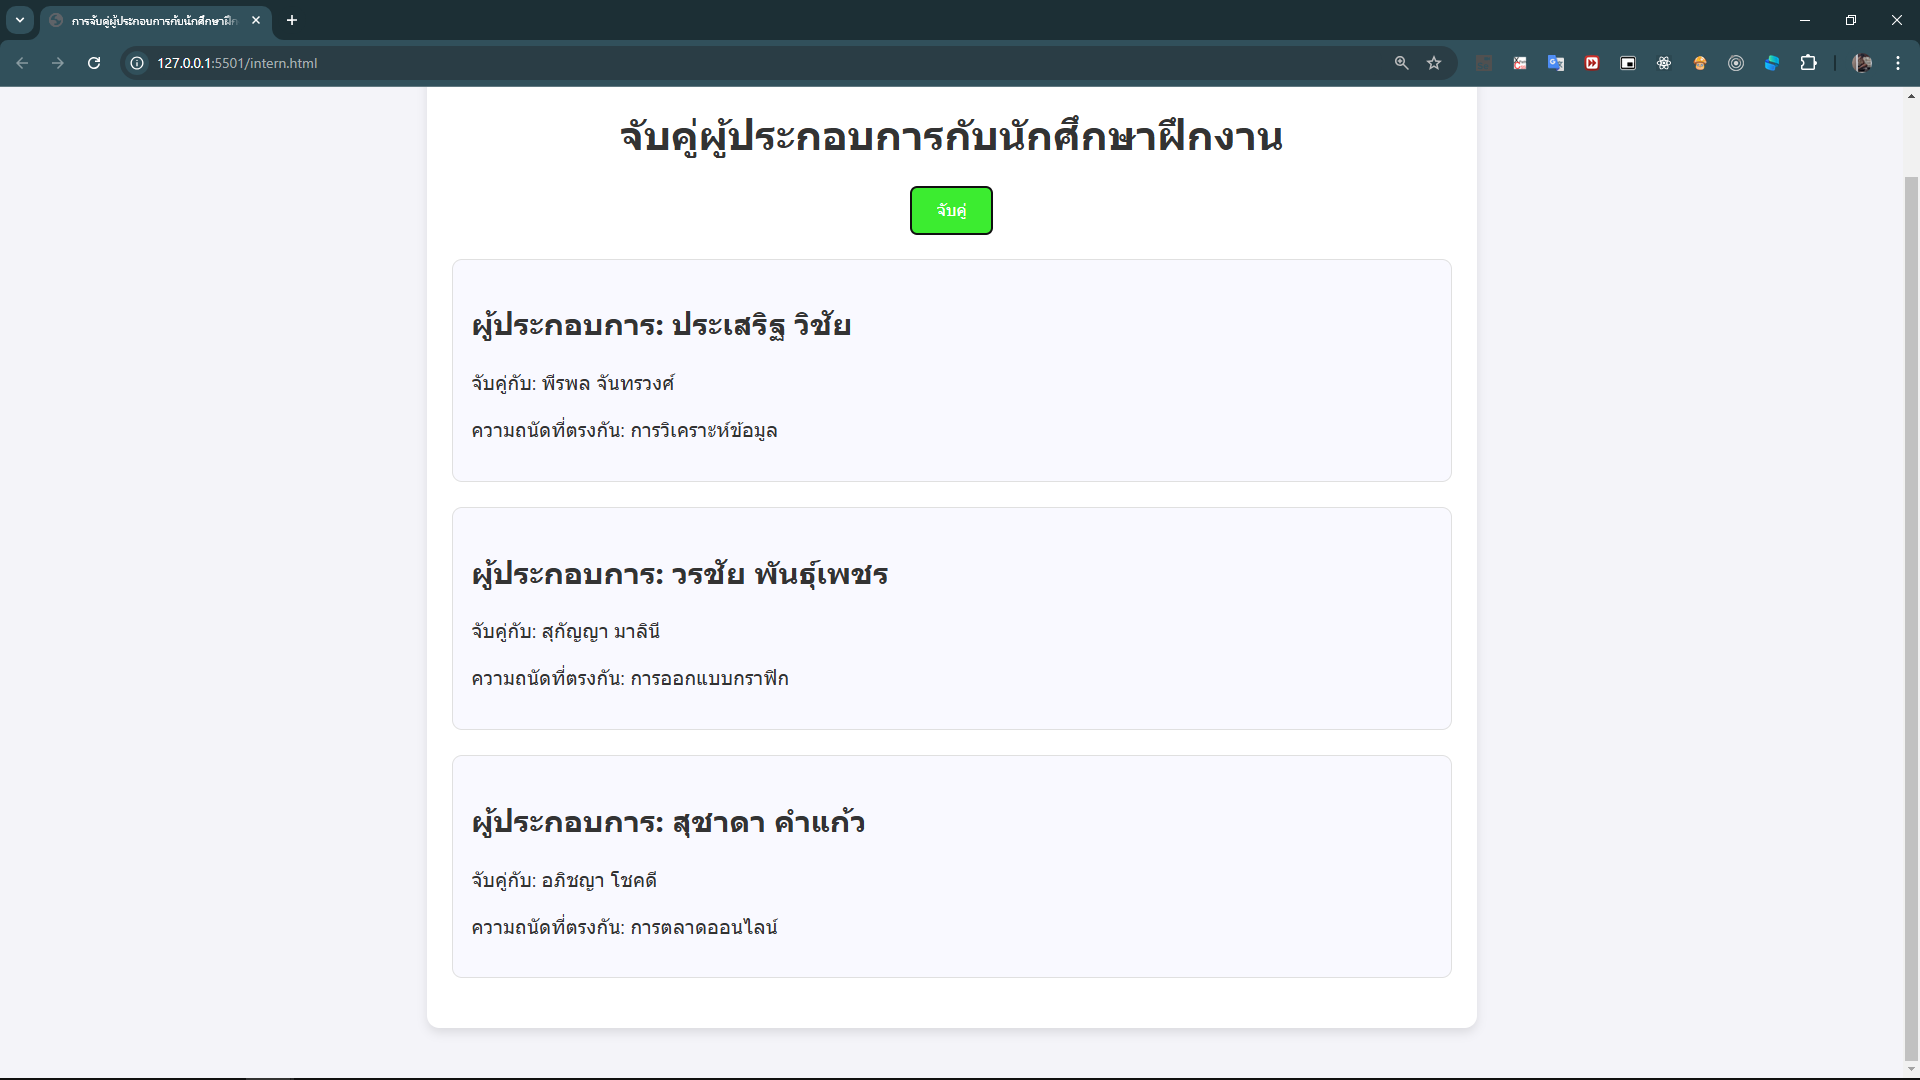 การจับคู่ผู้ประกอบการกับนักศึกษาฝึก
127.0.0.1:5501/intern.html
จับคู่ผู้ประกอบการกับนักศึกษาฝึกงาน
จับคู่
ผู้ประกอบการ: ประเสริฐ วิชัย
จับคู่กับ: พีรพล จันทรวงศ์
ความถนัดที่ตรงกัน: การวิเคราะห์ข้อมูล
ผู้ประกอบการ: วรชัย พันธุ์เพชร
จับคู่กับ: สุกัญญา มาลินี
ความถนัดที่ตรงกัน: การออกแบบกราฟิก
ผู้ประกอบการ: สุชาดา คำแก้ว
จับคู่กับ: อภิชญา โชคดี
ความถนัดที่ตรงกัน: การตลาดออนไลน์